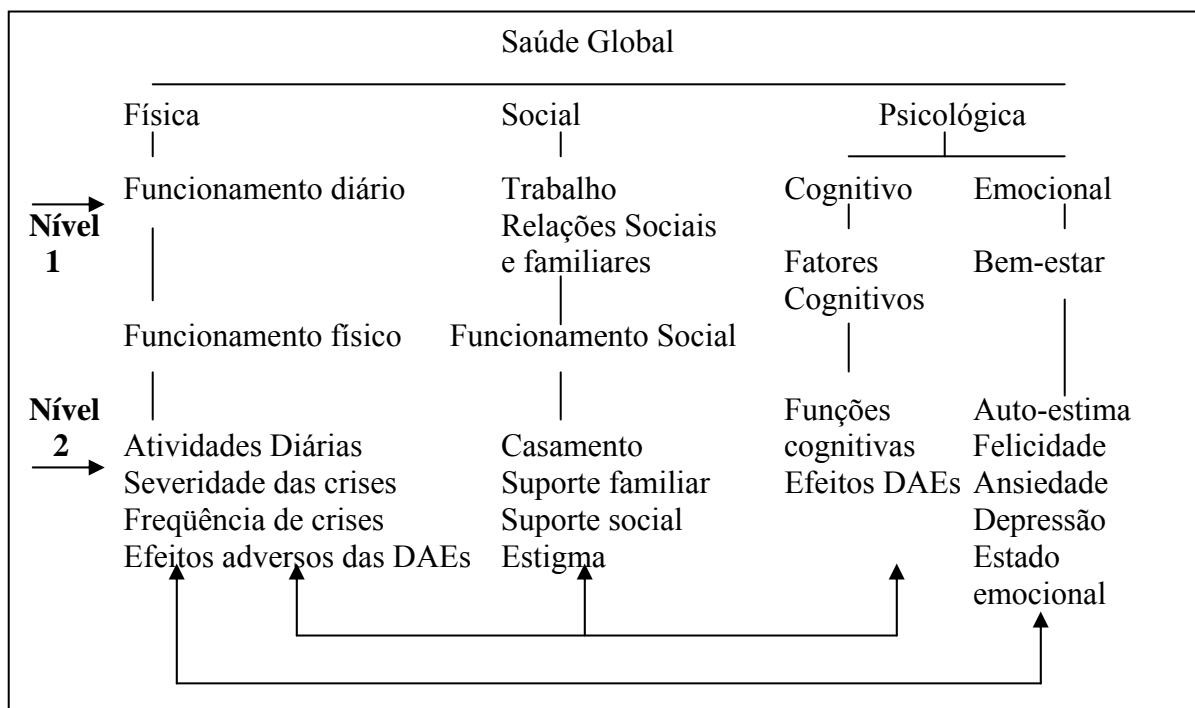 Saúde Global
Física Social Psicológica
Funcionamento diário Trabalho Cognitivo Emocional
Nível Relações Sociais
1 e familiares Fatores Bem-estar
Cognitivos
Funcionamento físico Funcionamento Social
Nível Funções Auto-estima
2 Atividades Diárias Casamento cognitivas Felicidade
Severidade das crises Suporte familiar Efeitos DAEs Ansiedade
Freqüência de crises Suporte social Depressão
Efeitos adversos das DAEs Estigma Estado
emocional